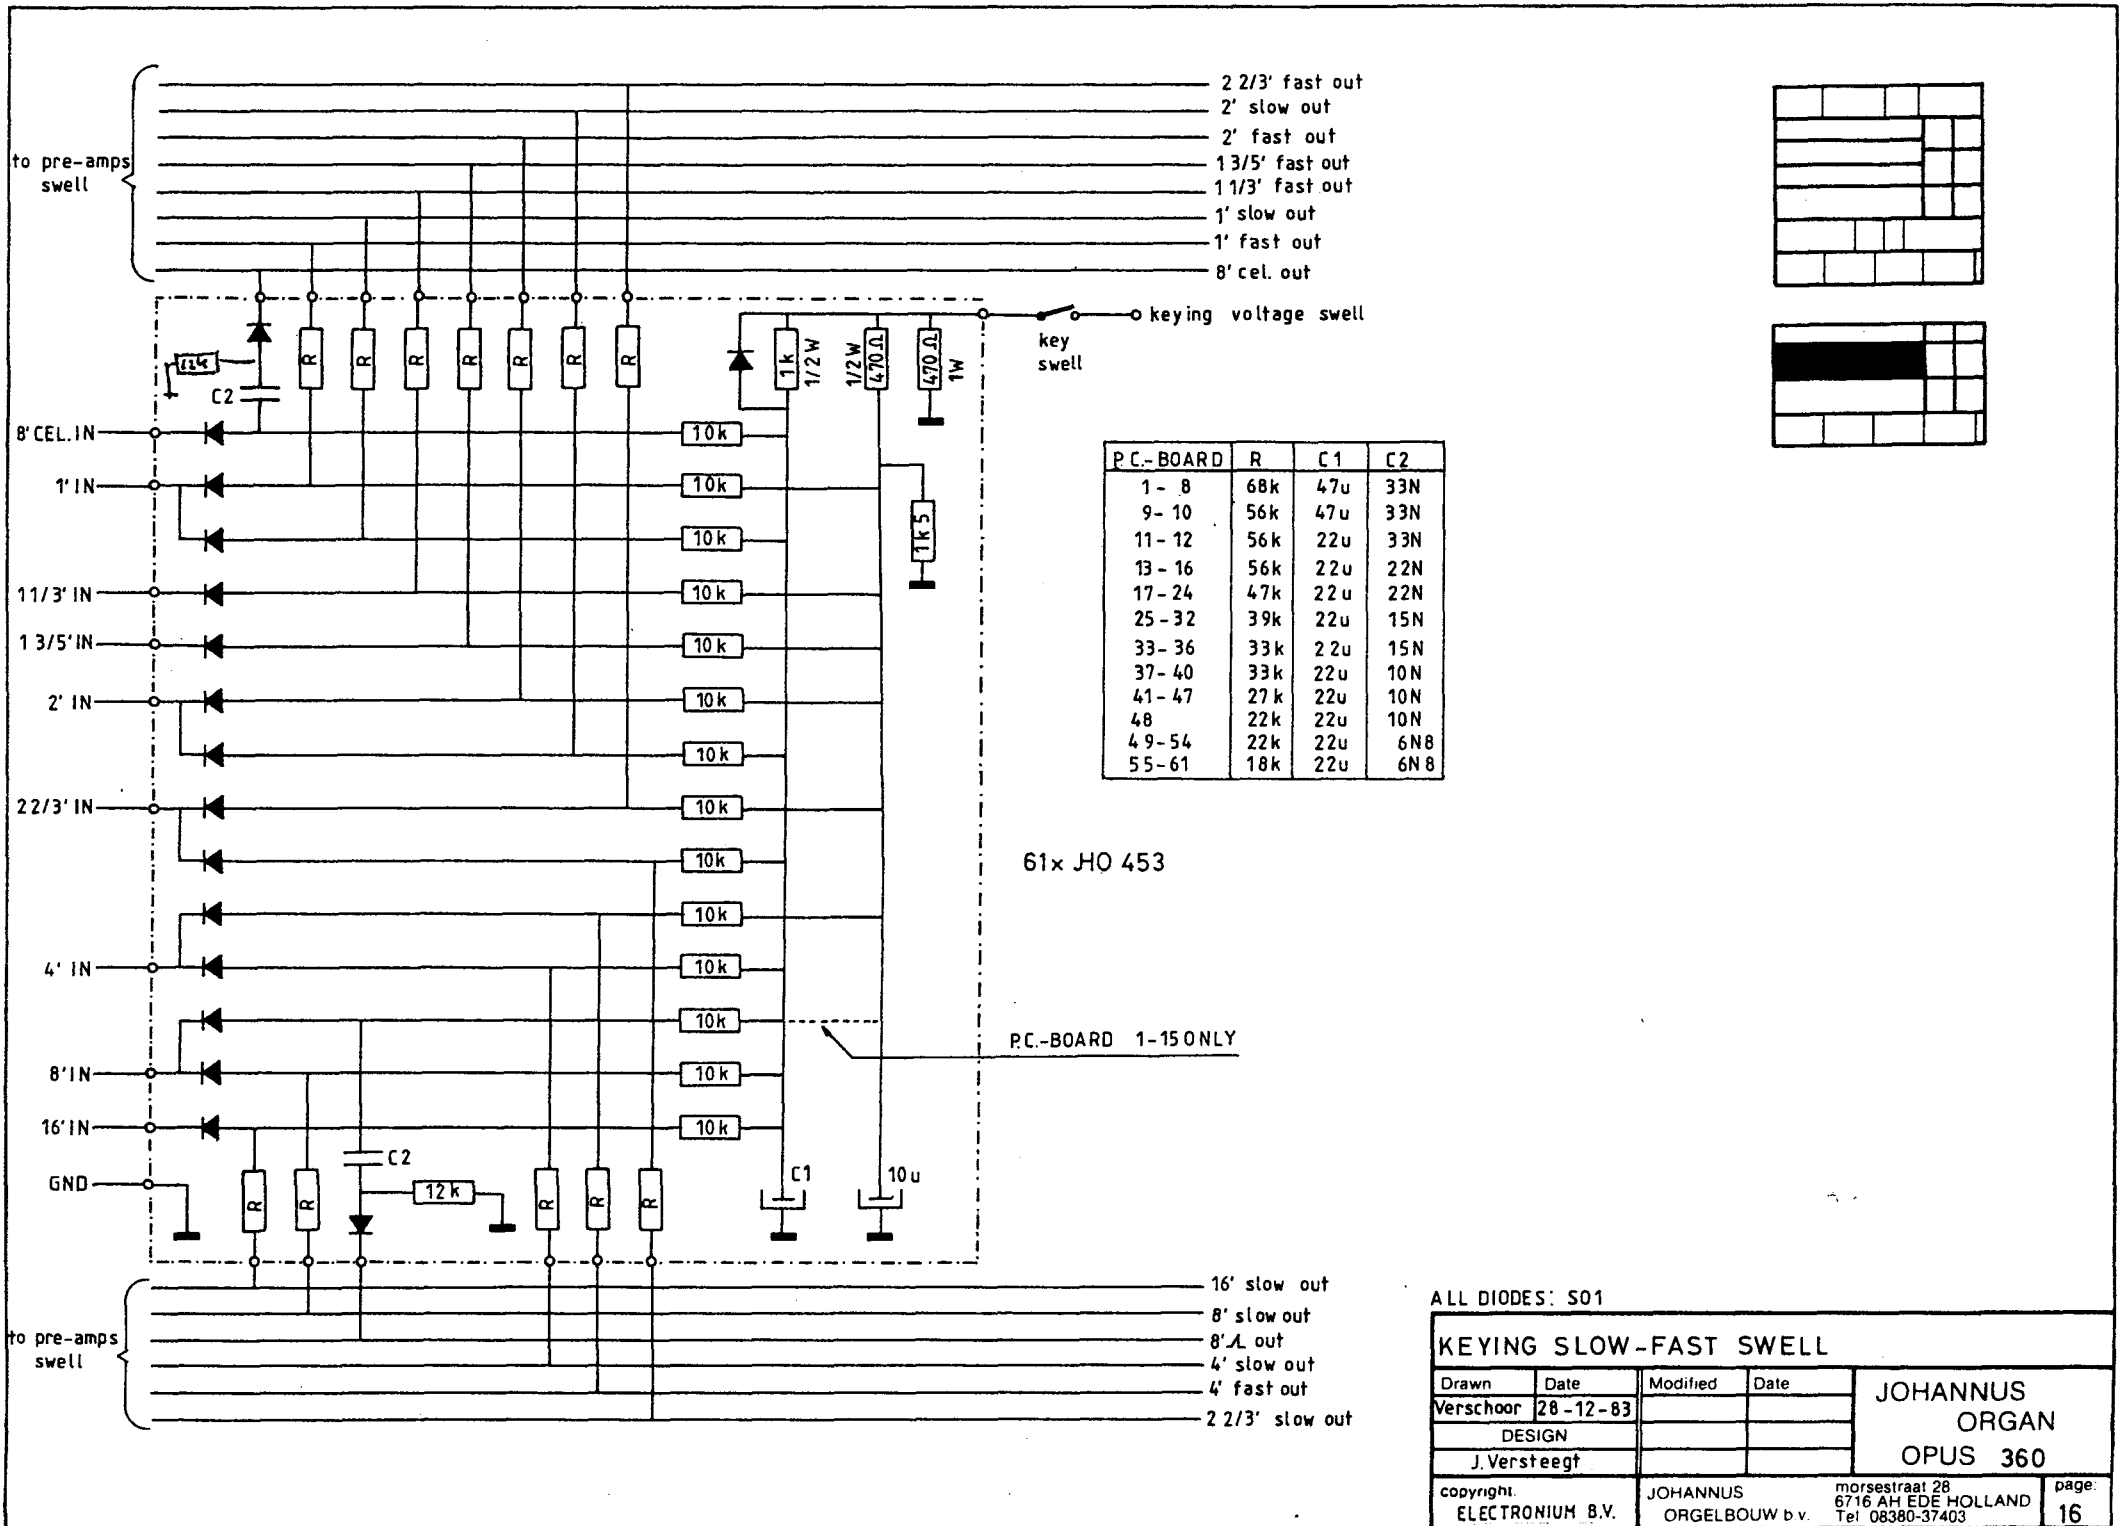 2 2/3' fast out
2' slow out
2' fast out
1 3/5' fast out
1 1/3' fast out
1' slow out
1' fast out
8' cel. out
to pre-amps
swell
keying voltage swell
key
swell
R
R
R
R
R
R
R
1k
1/2W
1/2W
470Ω
470Ω
1W
12k
C2
8' CEL. IN
10k
1' IN
10k
10k
1k5
11/3' IN
10k
1 3/5' IN
10k
2' IN
10k
10k
22/3' IN
10k
10k
10k
4' IN
10k
10k
8' IN
10k
16' IN
10k
GND
P.C.-BOARD R C1 C2
1 - 8 68k 47u 33N
9 - 10 56k 47u 33N
11 - 12 56k 22u 33N
13 - 16 56k 22u 22N
17 - 24 47k 22u 22N
25 - 32 39k 22u 15N
33 - 36 33k 22u 15N
37 - 40 33k 22u 10N
41 - 47 27k 22u 10N
48 22k 22u 10N
49 - 54 22k 22u 6N8
55 - 61 18k 22u 6N8
61x JHO 453
P.C.-BOARD 1-15 ONLY
C2
12k
R
R
R
R
R
C1
10u
to pre-amps
swell
16' slow out
8' slow out
8' out
4' slow out
4' fast out
2 2/3' slow out
ALL DIODES: S01
KEYING SLOW-FAST SWELL
Drawn Date Modified Date
Verschoor 28-12-83
DESIGN
J. Versteegt
JOHANNUS
ORGAN
OPUS 360
copyright.
ELECTRONIUM B.V.
JOHANNUS
ORGELBOUW b.v.
morsestraat 28
6716 AH EDE HOLLAND
Tel 08380-37403
page:
16